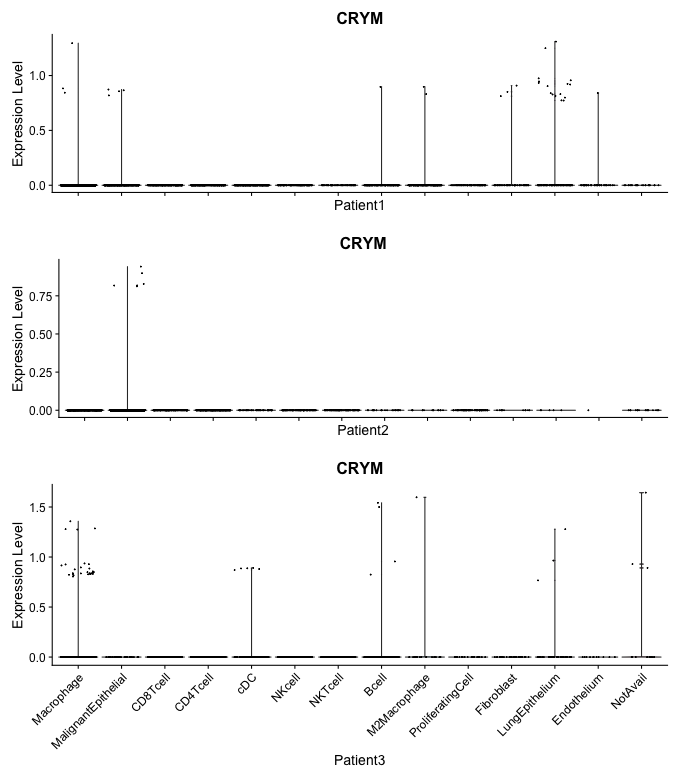 CRYM
Expression Level
1.0
0.5
0.0
Patient1
CRYM
Expression Level
0.75
0.50
0.25
0.00
Patient2
CRYM
Expression Level
1.5
1.0
0.5
0.0
Macrophage
MalignantEpithelial
CD8Tcell
CD4Tcell
cDC
NKcell
NKTcell
Bcell
M2Macrophage
ProliferatingCell
Fibroblast
LungEpithelium
Endothelium
NotAvail
Patient3